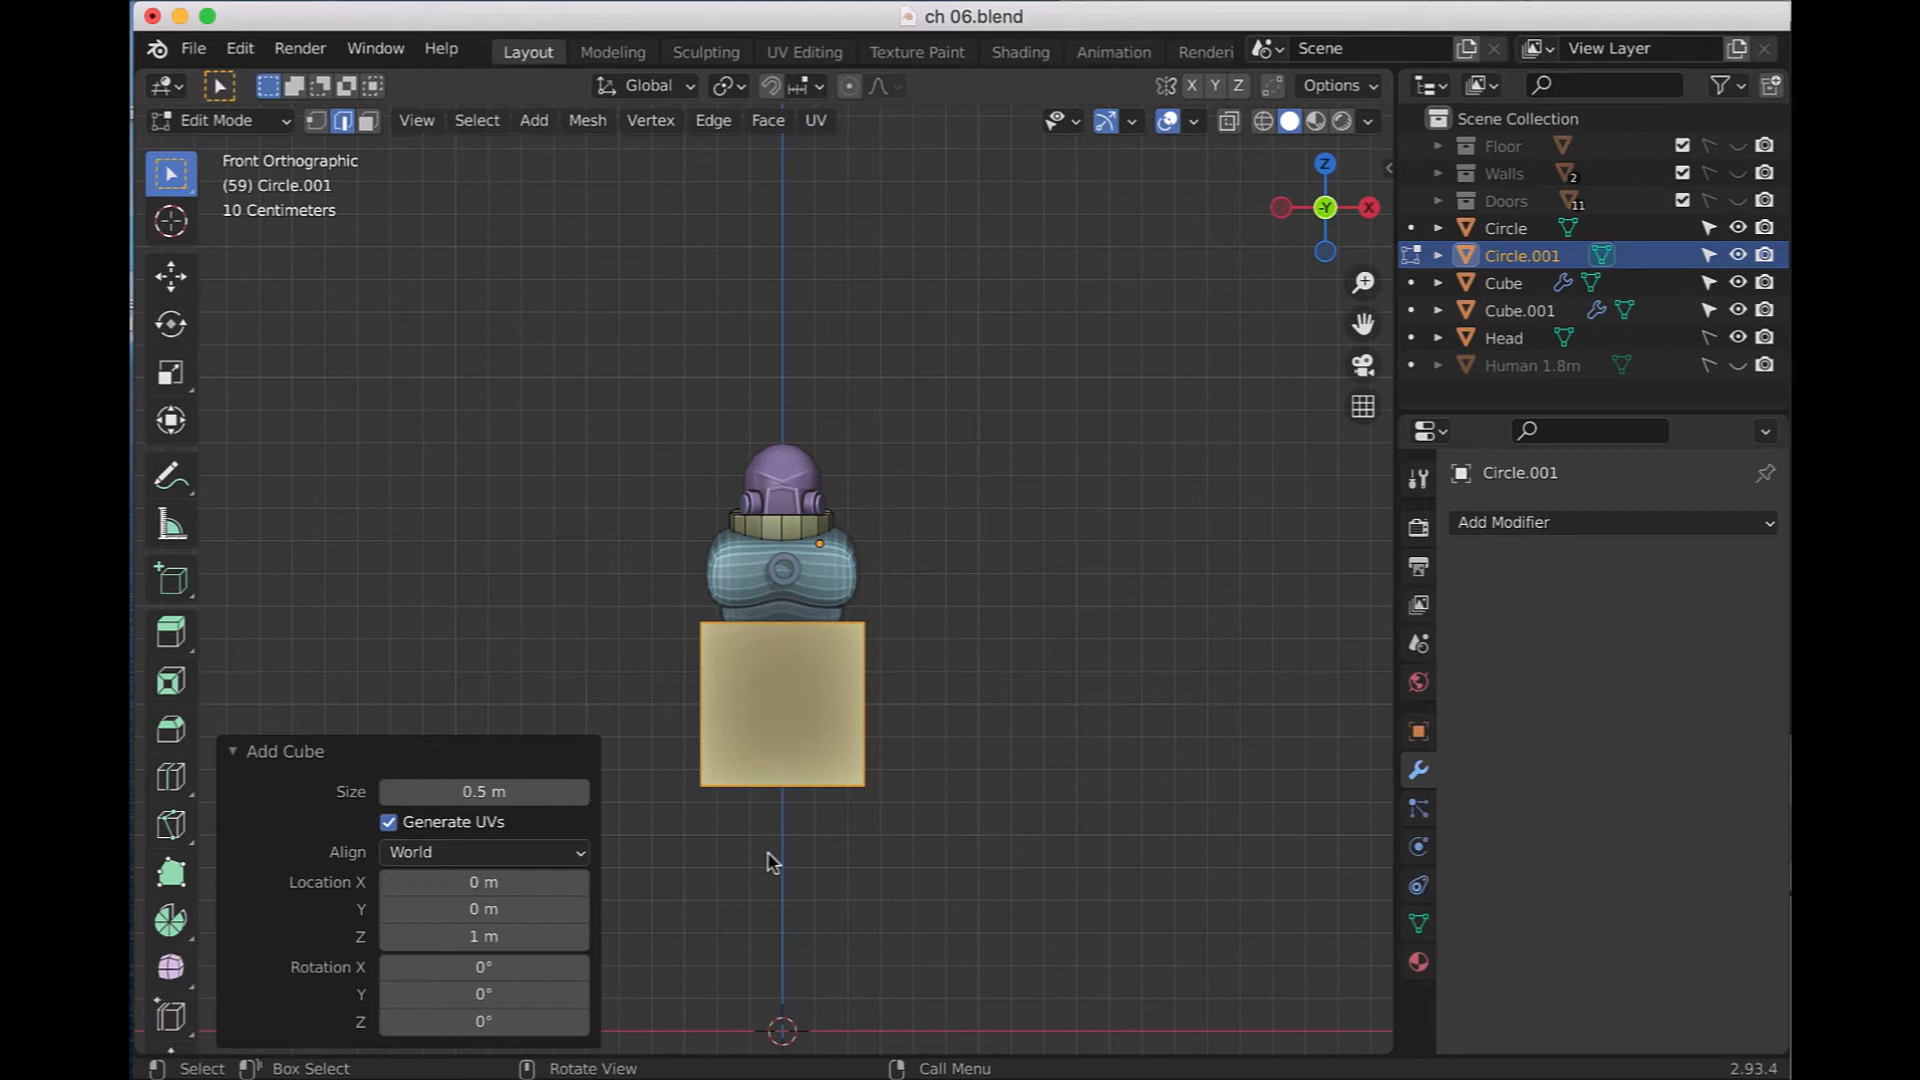 ch 06.blend
File Edit Render Window Help Layout Modeling Sculpting UV Editing Texture Paint Shading Animation Renderi Scene View Layer
Global X Y Z Options
Edit Mode View Select Add Mesh Vertex Edge Face UV
Scene Collection
Floor
Walls 2
Doors 11
Circle
Circle.001
Cube
Cube.001
Head
Human 1.8m
Front Orthographic
(59) Circle.001
10 Centimeters
Z
-Y X
Circle.001
Add Modifier
Add Cube
Size 0.5 m
Generate UVs
Align World
Location X 0 m
Y 0 m
Z 1 m
Rotation X 0°
Y 0°
Z 0°
Select Box Select Rotate View Call Menu 2.93.4